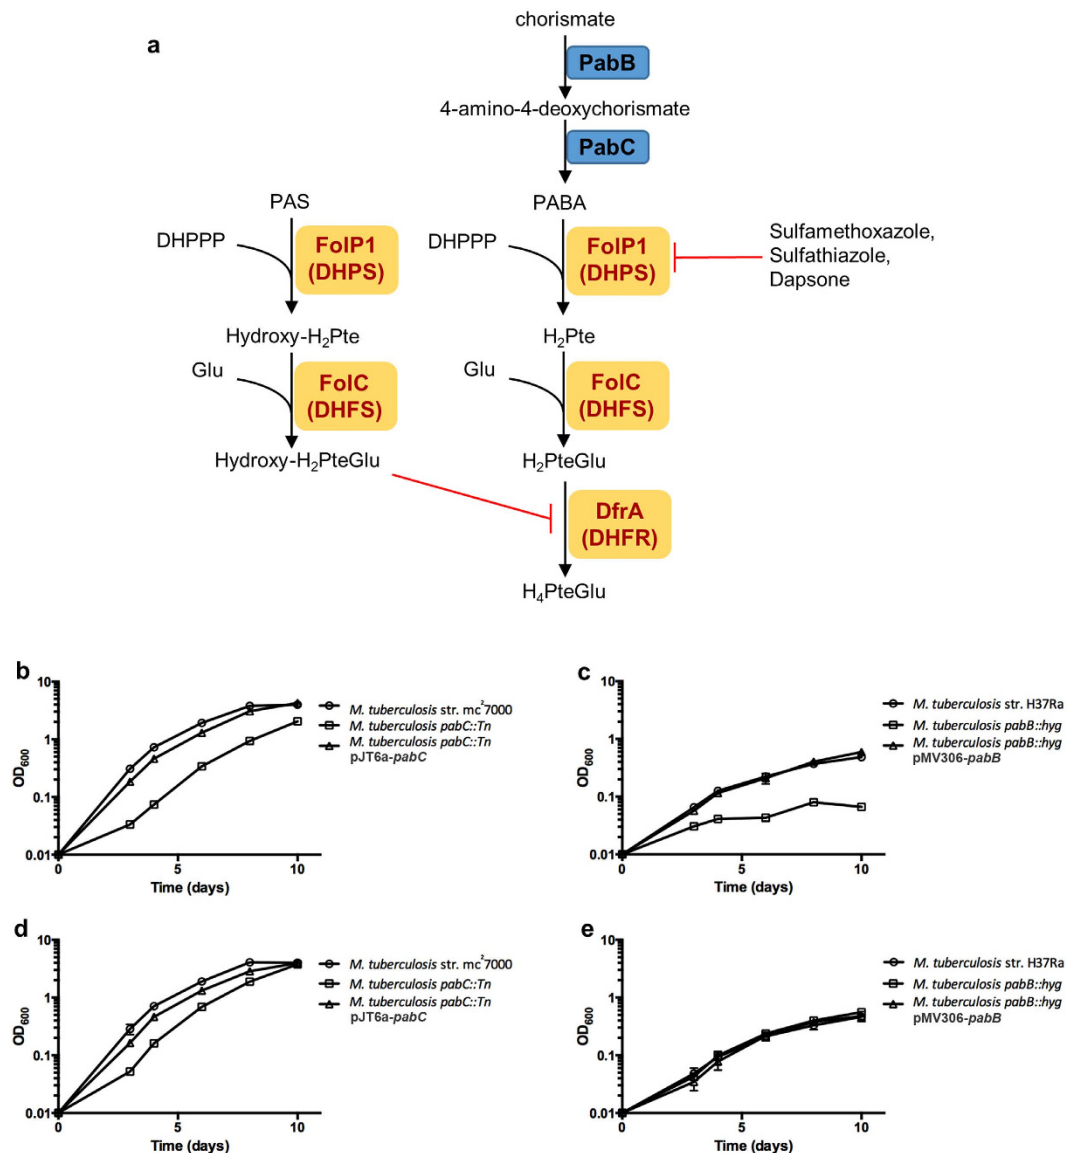 a
chorismate
PabB
4-amino-4-deoxychorismate
PabC
PAS
PABA
DHPPP
FolP1
(DHPS)
DHPPP
FolP1
(DHPS)
Sulfamethoxazole,
Sulfathiazole,
Dapsone
Hydroxy-H₂Pte
H₂Pte
Glu
FolC
(DHFS)
Glu
FolC
(DHFS)
Hydroxy-H₂PteGlu
H₂PteGlu
DfrA
(DHFR)
H₄PteGlu
b
10
1
0.1
0.01
OD₆₀₀
0 5 10
Time (days)
M. tuberculosis str. mc²7000
M. tuberculosis pabC::Tn
M. tuberculosis pabC::Tn
pJT6a-pabC
c
10
1
0.1
0.01
OD₆₀₀
0 5 10
Time (days)
M. tuberculosis str. H37Ra
M. tuberculosis pabB::hyg
M. tuberculosis pabB::hyg
pMV306-pabB
d
10
1
0.1
0.01
OD₆₀₀
0 5 10
Time (days)
M. tuberculosis str. mc²7000
M. tuberculosis pabC::Tn
M. tuberculosis pabC::Tn
pJT6a-pabC
e
10
1
0.1
0.01
OD₆₀₀
0 5 10
Time (days)
M. tuberculosis str. H37Ra
M. tuberculosis pabB::hyg
M. tuberculosis pabB::hyg
pMV306-pabB